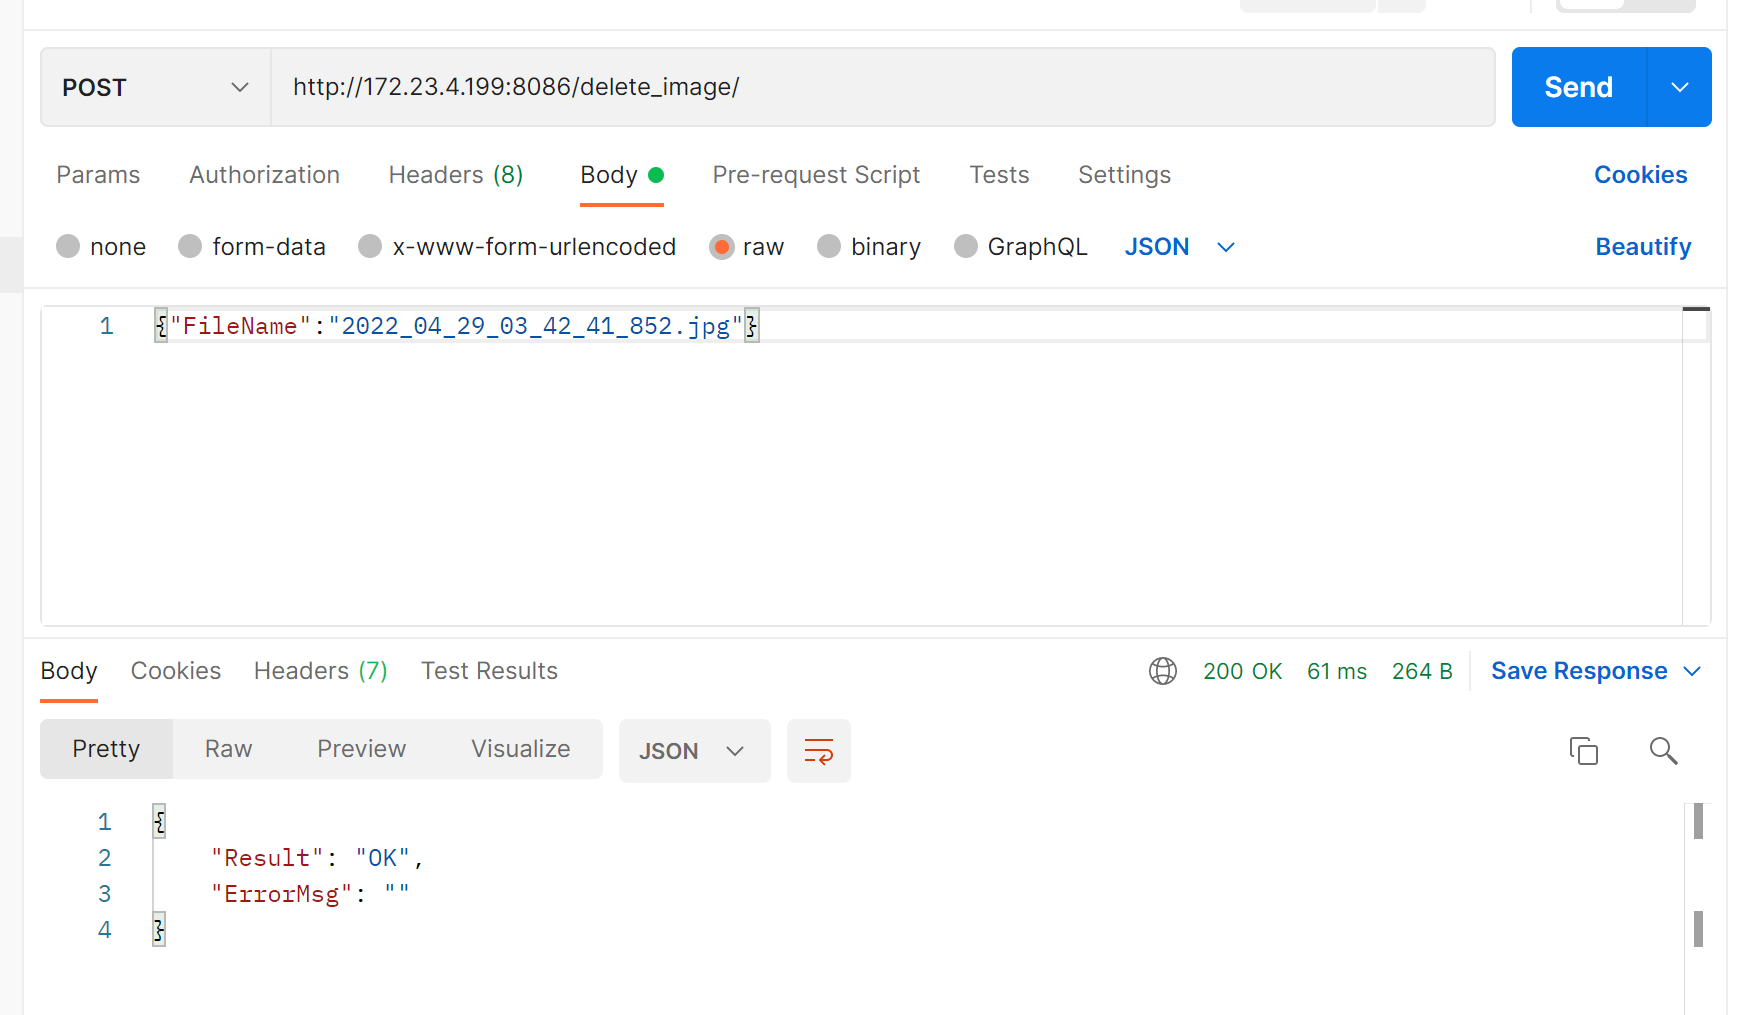 POST http://172.23.4.199:8086/delete_image/ Send
Params Authorization Headers (8) Body Pre-request Script Tests Settings Cookies
none form-data x-www-form-urlencoded raw binary GraphQL JSON Beautify
1 {"FileName":"2022_04_29_03_42_41_852.jpg"}
Body Cookies Headers (7) Test Results 200 OK 61 ms 264 B Save Response
Pretty Raw Preview Visualize JSON
1 {
2 "Result": "OK",
3 "ErrorMsg": ""
4 }